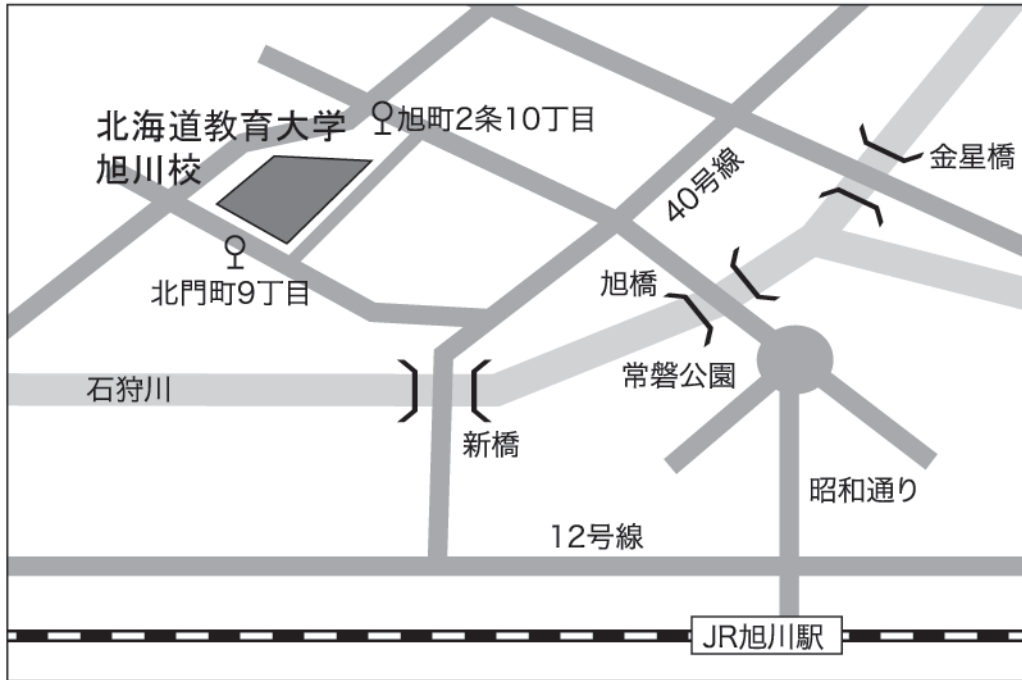 北海道教育大学
旭川校
旭町2条10丁目
金星橋
40号線
旭橋
北門町9丁目
常磐公園
石狩川
新橋
昭和通り
12号線
JR旭川駅